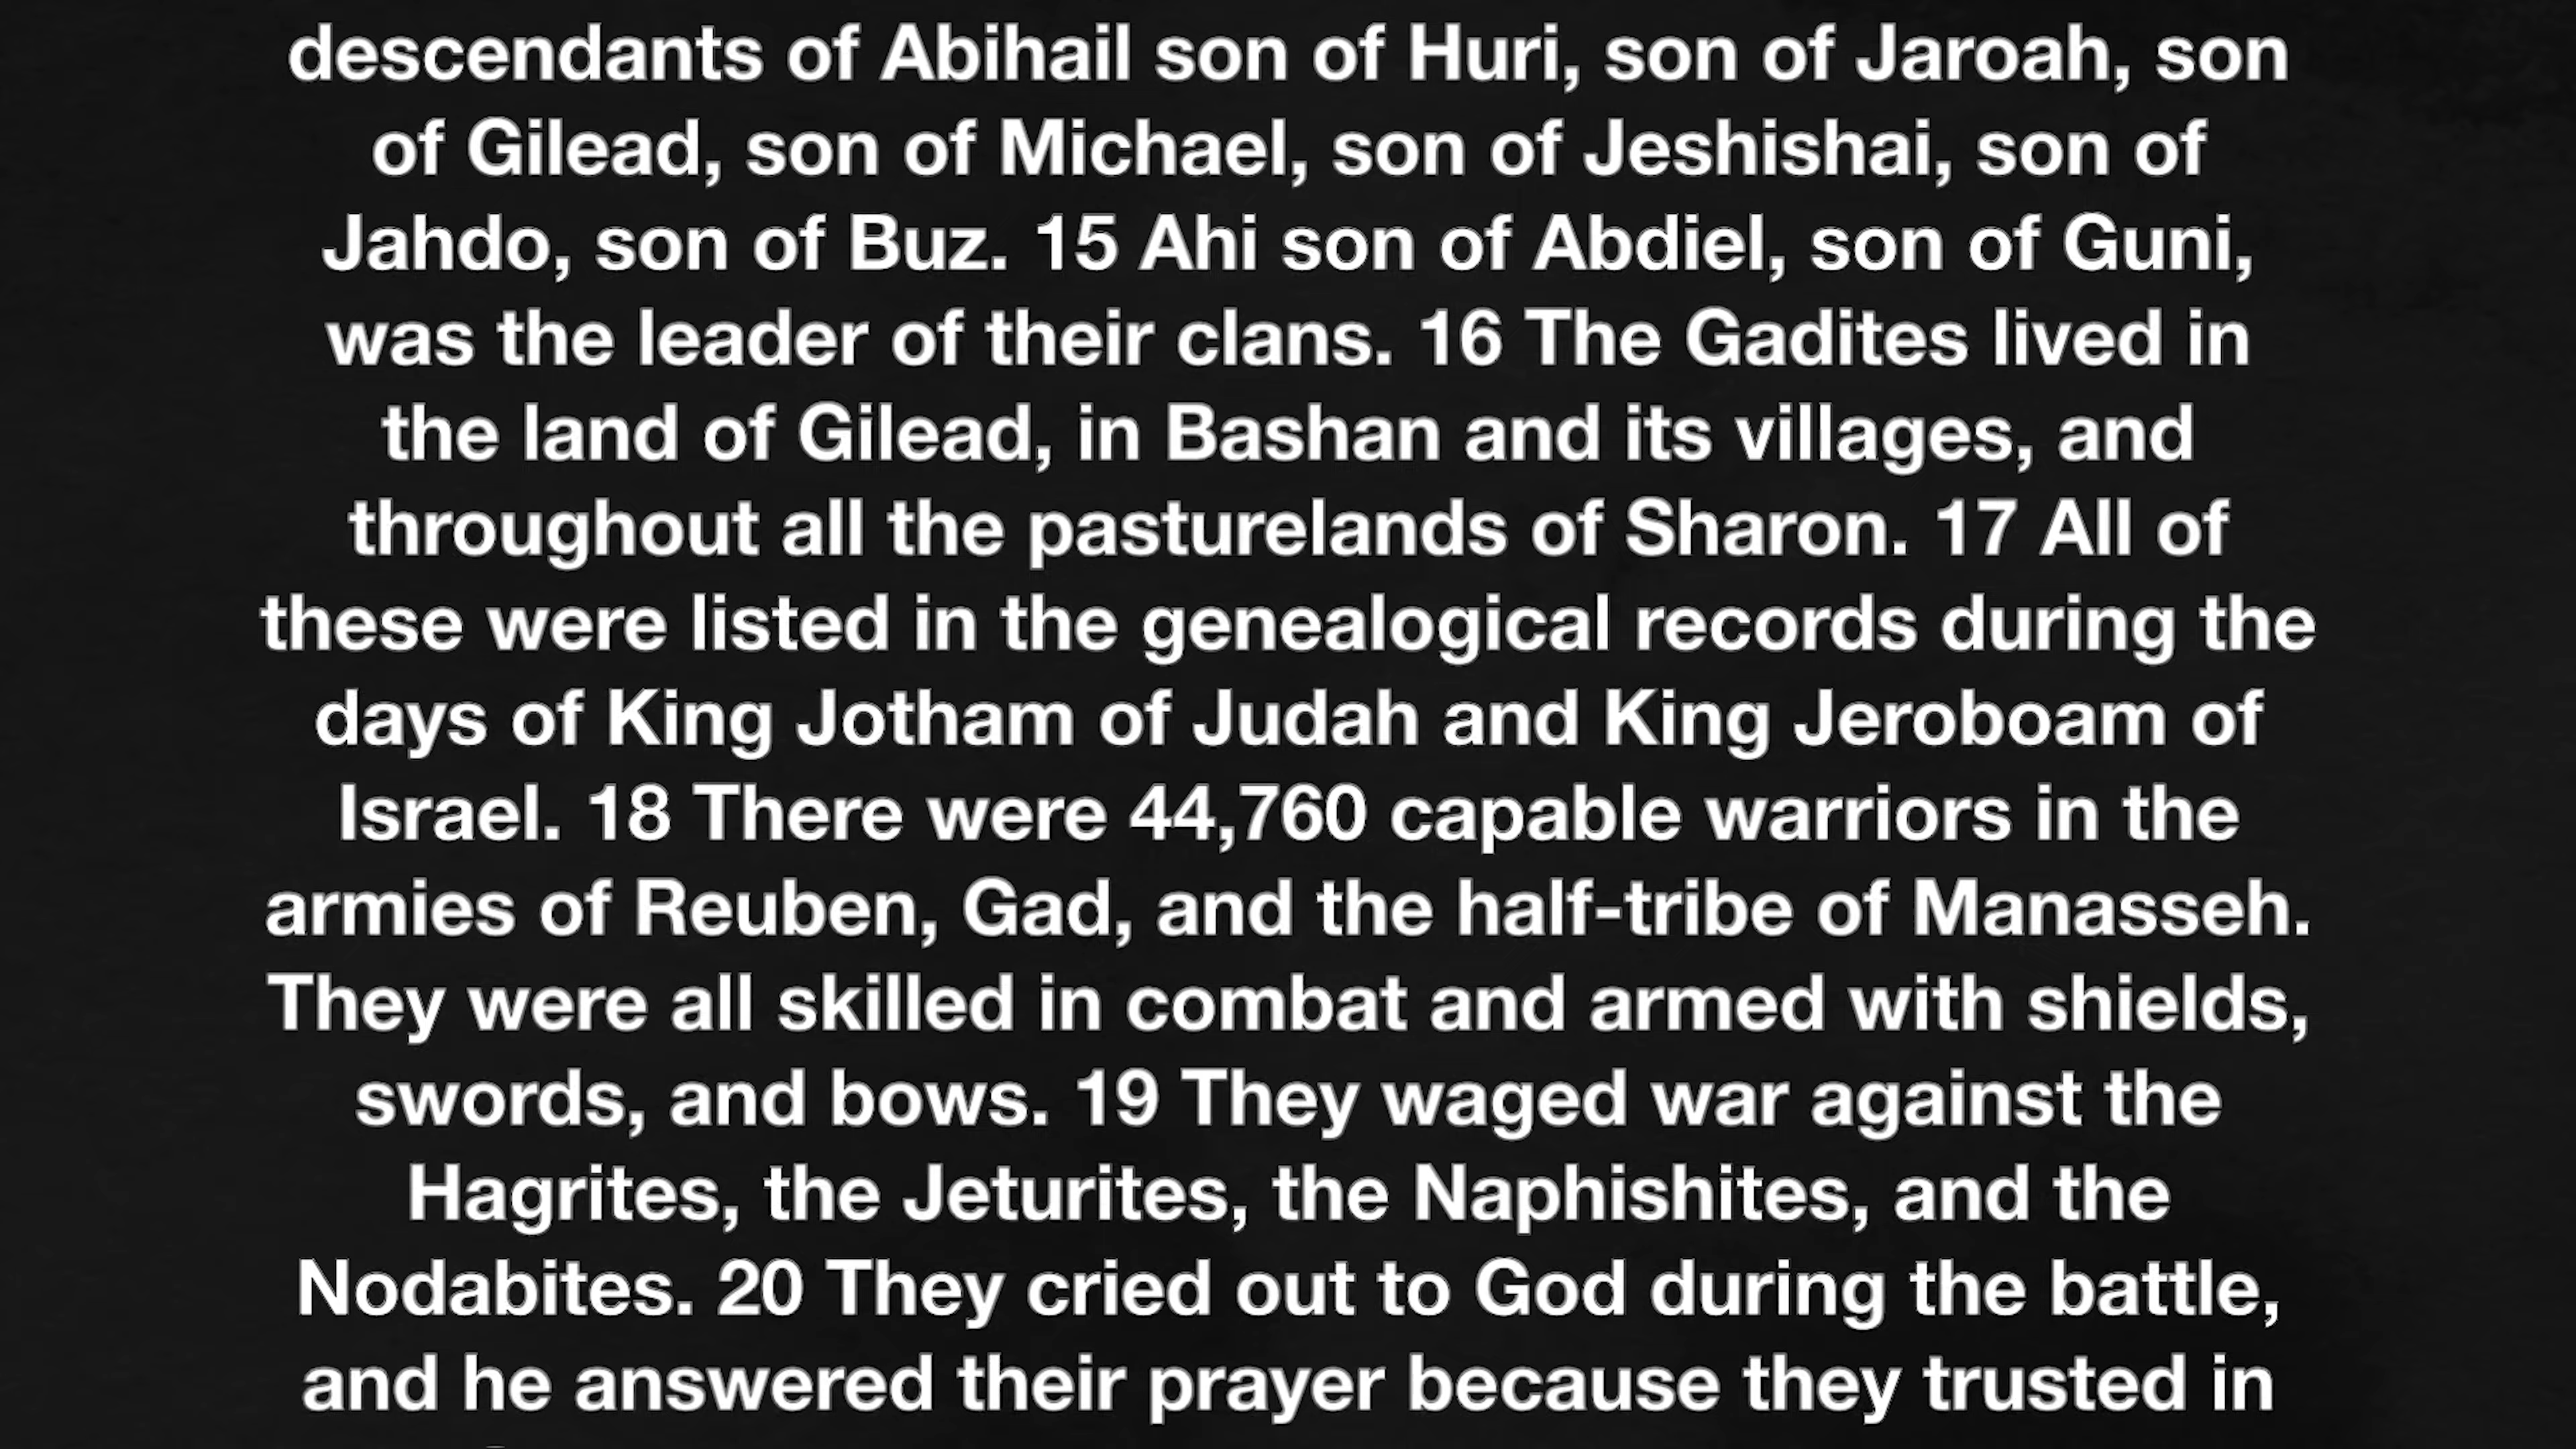 descendants of Abihail son of Huri, son of Jaroah, son
of Gilead, son of Michael, son of Jeshishai, son of
Jahdo, son of Buz. 15 Ahi son of Abdiel, son of Guni,
was the leader of their clans. 16 The Gadites lived in
the land of Gilead, in Bashan and its villages, and
throughout all the pasturelands of Sharon. 17 All of
these were listed in the genealogical records during the
days of King Jotham of Judah and King Jeroboam of
Israel. 18 There were 44,760 capable warriors in the
armies of Reuben, Gad, and the half-tribe of Manasseh.
They were all skilled in combat and armed with shields,
swords, and bows. 19 They waged war against the
Hagrites, the Jeturites, the Naphishites, and the
Nodabites. 20 They cried out to God during the battle,
and he answered their prayer because they trusted in